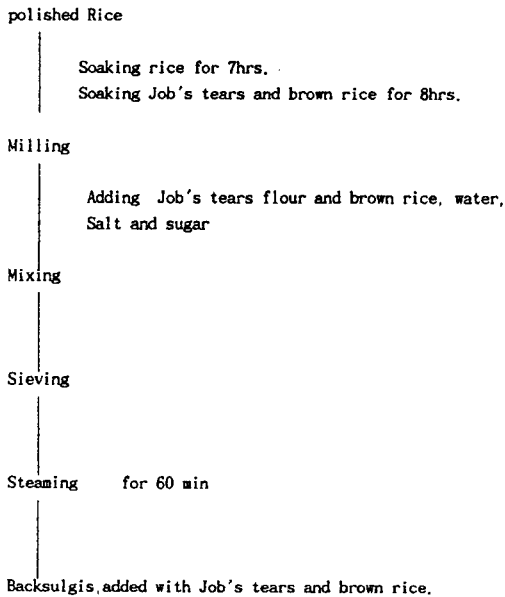 polished Rice
Soaking rice for 7hrs.
Soaking Job's tears and brown rice for 8hrs.
Milling
Adding Job's tears flour and brown rice, water,
Salt and sugar
Mixing
Sieving
Steaming for 60 min
Backsulgis,added with Job's tears and brown rice.